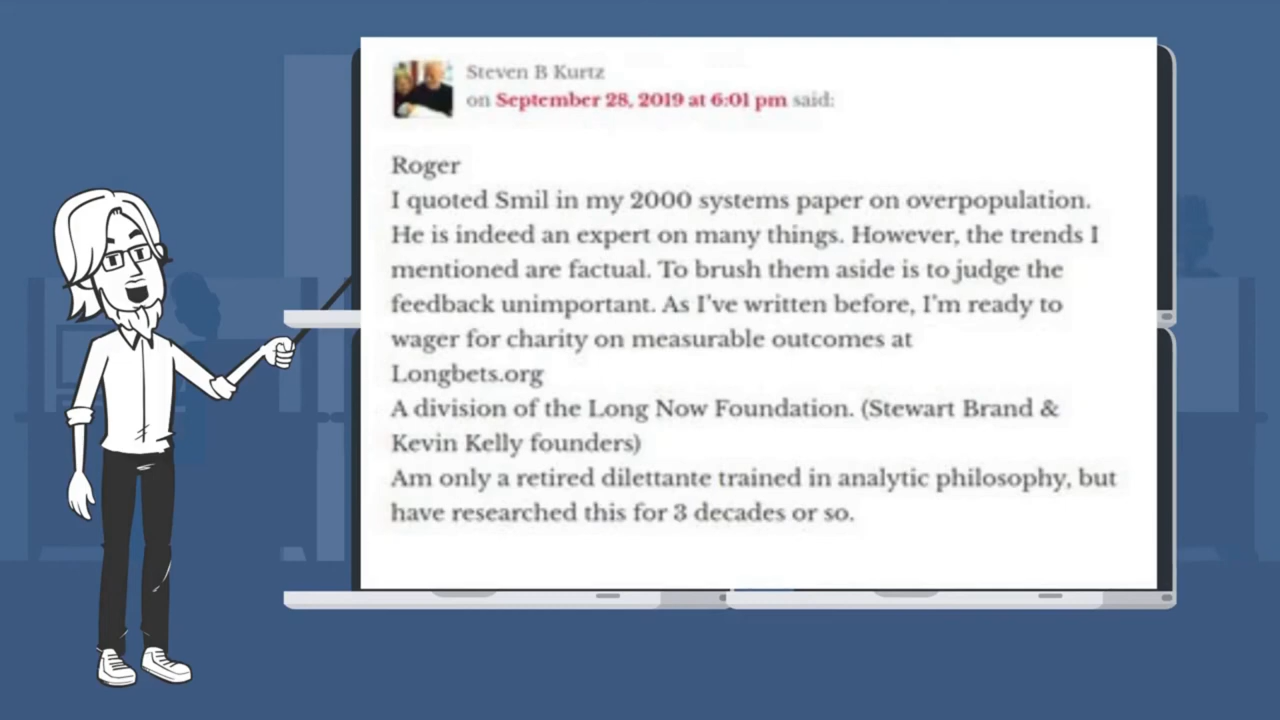 Steven B Kurtz
on September 28, 2019 at 6:01 pm said:
Roger
I quoted Smil in my 2000 systems paper on overpopulation.
He is indeed an expert on many things. However, the trends I
mentioned are factual. To brush them aside is to judge the
feedback unimportant. As I've written before, I'm ready to
wager for charity on measurable outcomes at
Longbets.org
A division of the Long Now Foundation. (Stewart Brand &
Kevin Kelly founders)
Am only a retired dilettante trained in analytic philosophy, but
have researched this for 3 decades or so.